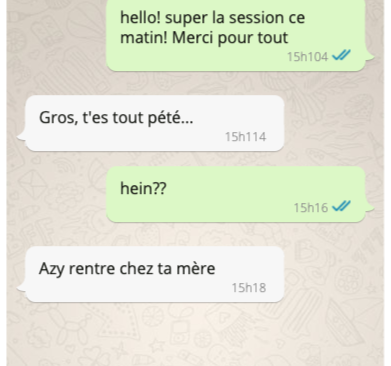 hello! super la session ce
matin! Merci pour tout
15h104
Gros, t'es tout pété...
15h114
hein??
15h16
Azy rentre chez ta mère
15h18